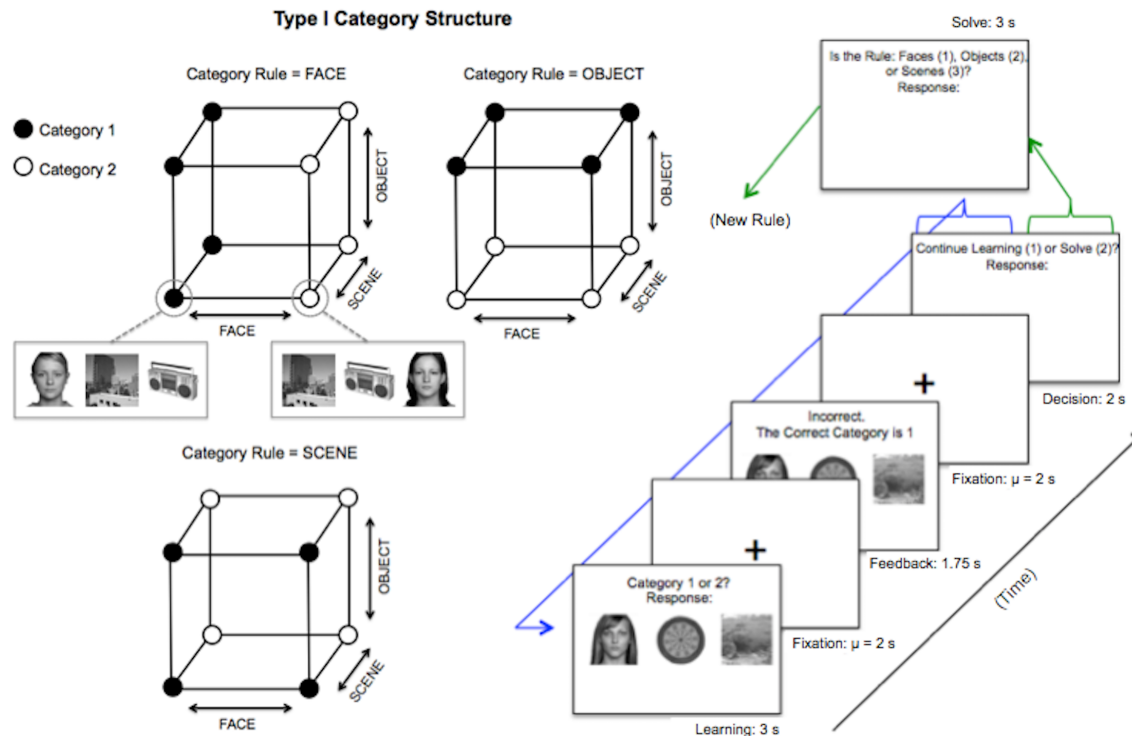 Type I Category Structure
Category Rule = FACE
Category Rule = OBJECT
Category 1
Category 2
OBJECT
SCENE
FACE
OBJECT
SCENE
FACE
Category Rule = SCENE
OBJECT
SCENE
FACE
Solve: 3 s
Is the Rule: Faces (1), Objects (2),
or Scenes (3)?
Response:
(New Rule)
Continue Learning (1) or Solve (2)?
Response:
Decision: 2 s
+
Fixation: μ = 2 s
Incorrect.
The Correct Category is 1
Feedback: 1.75 s
+
Fixation: μ = 2 s
Category 1 or 2?
Response:
Learning: 3 s
(Time)